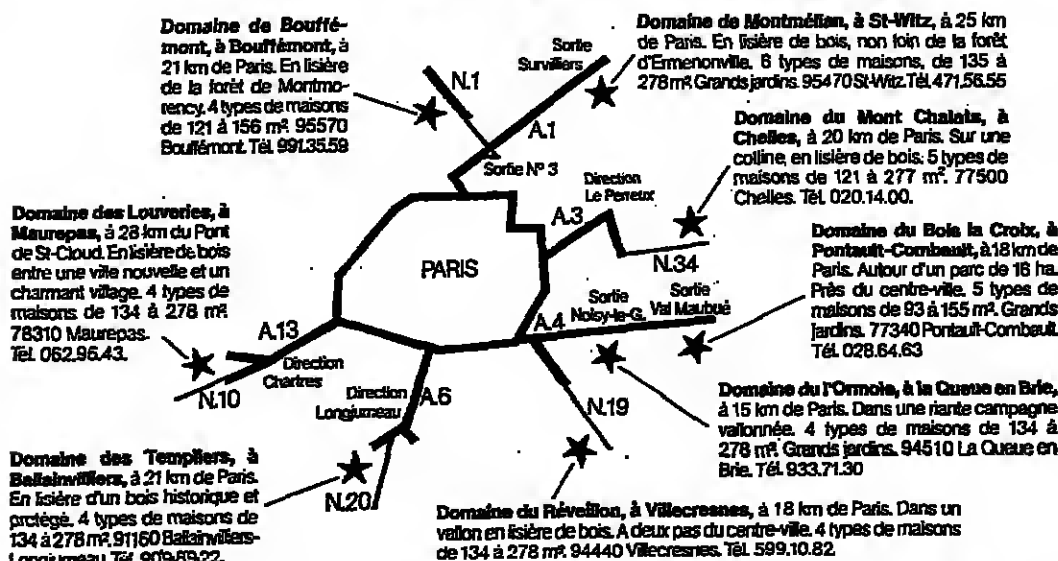 Domaine de Bouffé-
mont, à Bouffémont, à
21 km de Paris. En lisière
de la forêt de Montmo-
rency. 4 types de maisons
de 121 à 156 m². 95570
Bouffémont. Tél. 991.35.59
Domaine de Montmélian, à St-Witz, à 25 km
de Paris. En lisière de bois, non loin de la forêt
d'Ermenonville. 6 types de maisons, de 135 à
278 m². Grands jardins. 95470 St-Witz. Tél. 471.56.55
Sortie
Survilliers
N.1
A.1
Sortie N° 3
Domaine du Mont Chalats, à
Chelles, à 20 km de Paris. Sur une
colline, en lisière de bois. 5 types de
maisons de 121 à 277 m². 77500
Chelles. Tél. 020.14.00.
Direction
Le Perreux
A.3
N.34
Domaine des Louveries, à
Maurepas, à 28 km du Pont
de St-Cloud. En lisière de bois
entre une ville nouvelle et un
charmant village. 4 types de
maisons de 134 à 278 m².
78310 Maurepas.
Tél. 062.95.43.
PARIS
Domaine du Bois la Croix, à
Pontault-Combault, à 18 km de
Paris. Autour d'un parc de 16 ha.
Près du centre-ville. 5 types de
maisons de 93 à 155 m². Grands
jardins. 77340 Pontault-Combault.
Tél. 028.64.63
Sortie
Noisy-le-G.
Sortie
Val Maubué
A.4
A.13
Direction
Chartres
N.10
Direction
Longjumeau
A.6
N.19
N.20
Domaine du l'Ormoie, à la Queue en Brie,
à 15 km de Paris. Dans une riante campagne
vallonnée. 4 types de maisons de 134 à
278 m². Grands jardins. 94510 La Queue en
Brie. Tél. 933.71.30
Domaine des Templiers, à
Ballainvilliers, à 21 km de Paris.
En lisière d'un bois historique et
protégé. 4 types de maisons de
134 à 278 m². 91160 Ballainvilliers-
Longjumeau. Tél. 909.89.22.
Domaine du Réveillon, à Villecresnes, à 18 km de Paris. Dans un
vallon en lisière de bois. A deux pas du centre-ville. 4 types de maisons
de 134 à 278 m². 94440 Villecresnes. Tél. 599.10.82